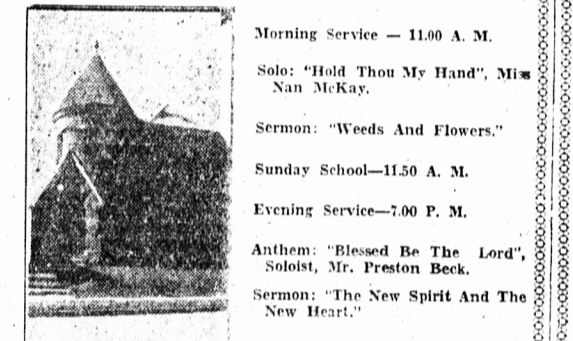 Morning Service — 11.00 A. M.
Solo: "Hold Thou My Hand", Miss
Nan McKay.
Sermon: "Weeds And Flowers."
Sunday School—11.50 A. M.
Evening Service—7.00 P. M.
Anthem: "Blessed Be The Lord",
Soloist, Mr. Preston Beck.
Sermon: "The New Spirit And The
New Heart."